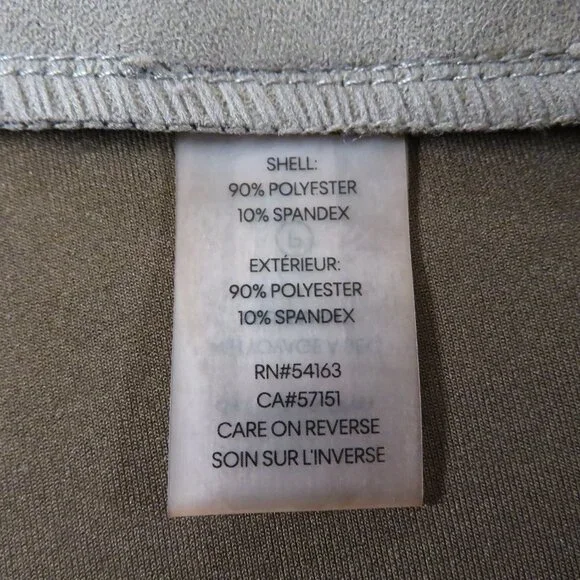 SHELL:
90% POLYESTER
10% SPANDEX
EXTÉRIEUR:
90% POLYESTER
10% SPANDEX
RN#54163
CA#57151
CARE ON REVERSE
SOIN SUR L'INVERSE